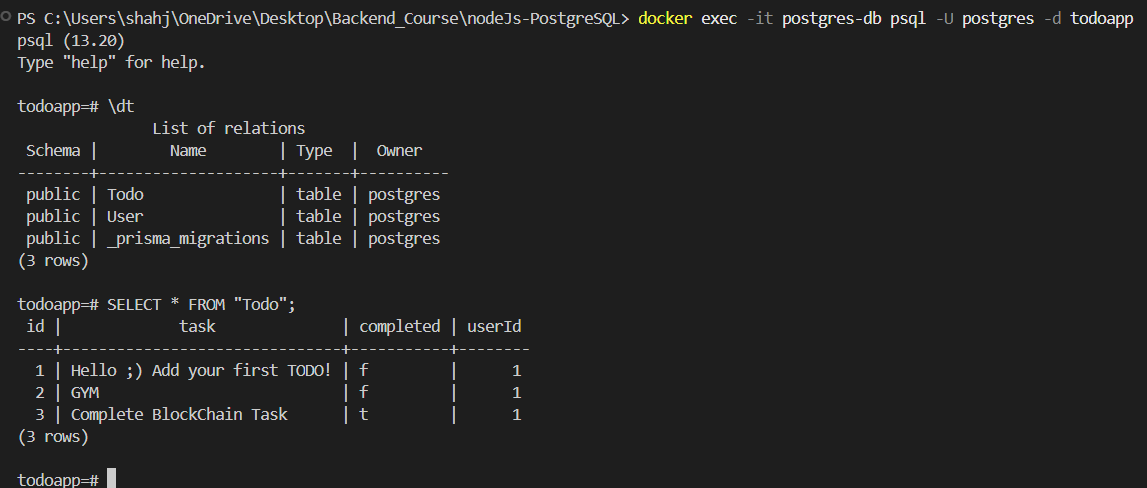 PS C:\Users\shahj\OneDrive\Desktop\Backend_Course\nodeJs-PostgreSQL> docker exec -it postgres-db psql -U postgres -d todoapp
psql (13.20)
Type "help" for help.
todoapp=# \dt
List of relations
Schema | Name | Type | Owner
--------+--------------------+-------+----------
public | Todo | table | postgres
public | User | table | postgres
public | _prisma_migrations | table | postgres
(3 rows)
todoapp=# SELECT * FROM "Todo";
id | task | completed | userId
----+-------------------------------+-----------+--------
1 | Hello ;) Add your first TODO! | f | 1
2 | GYM | f | 1
3 | Complete BlockChain Task | t | 1
(3 rows)
todoapp=#